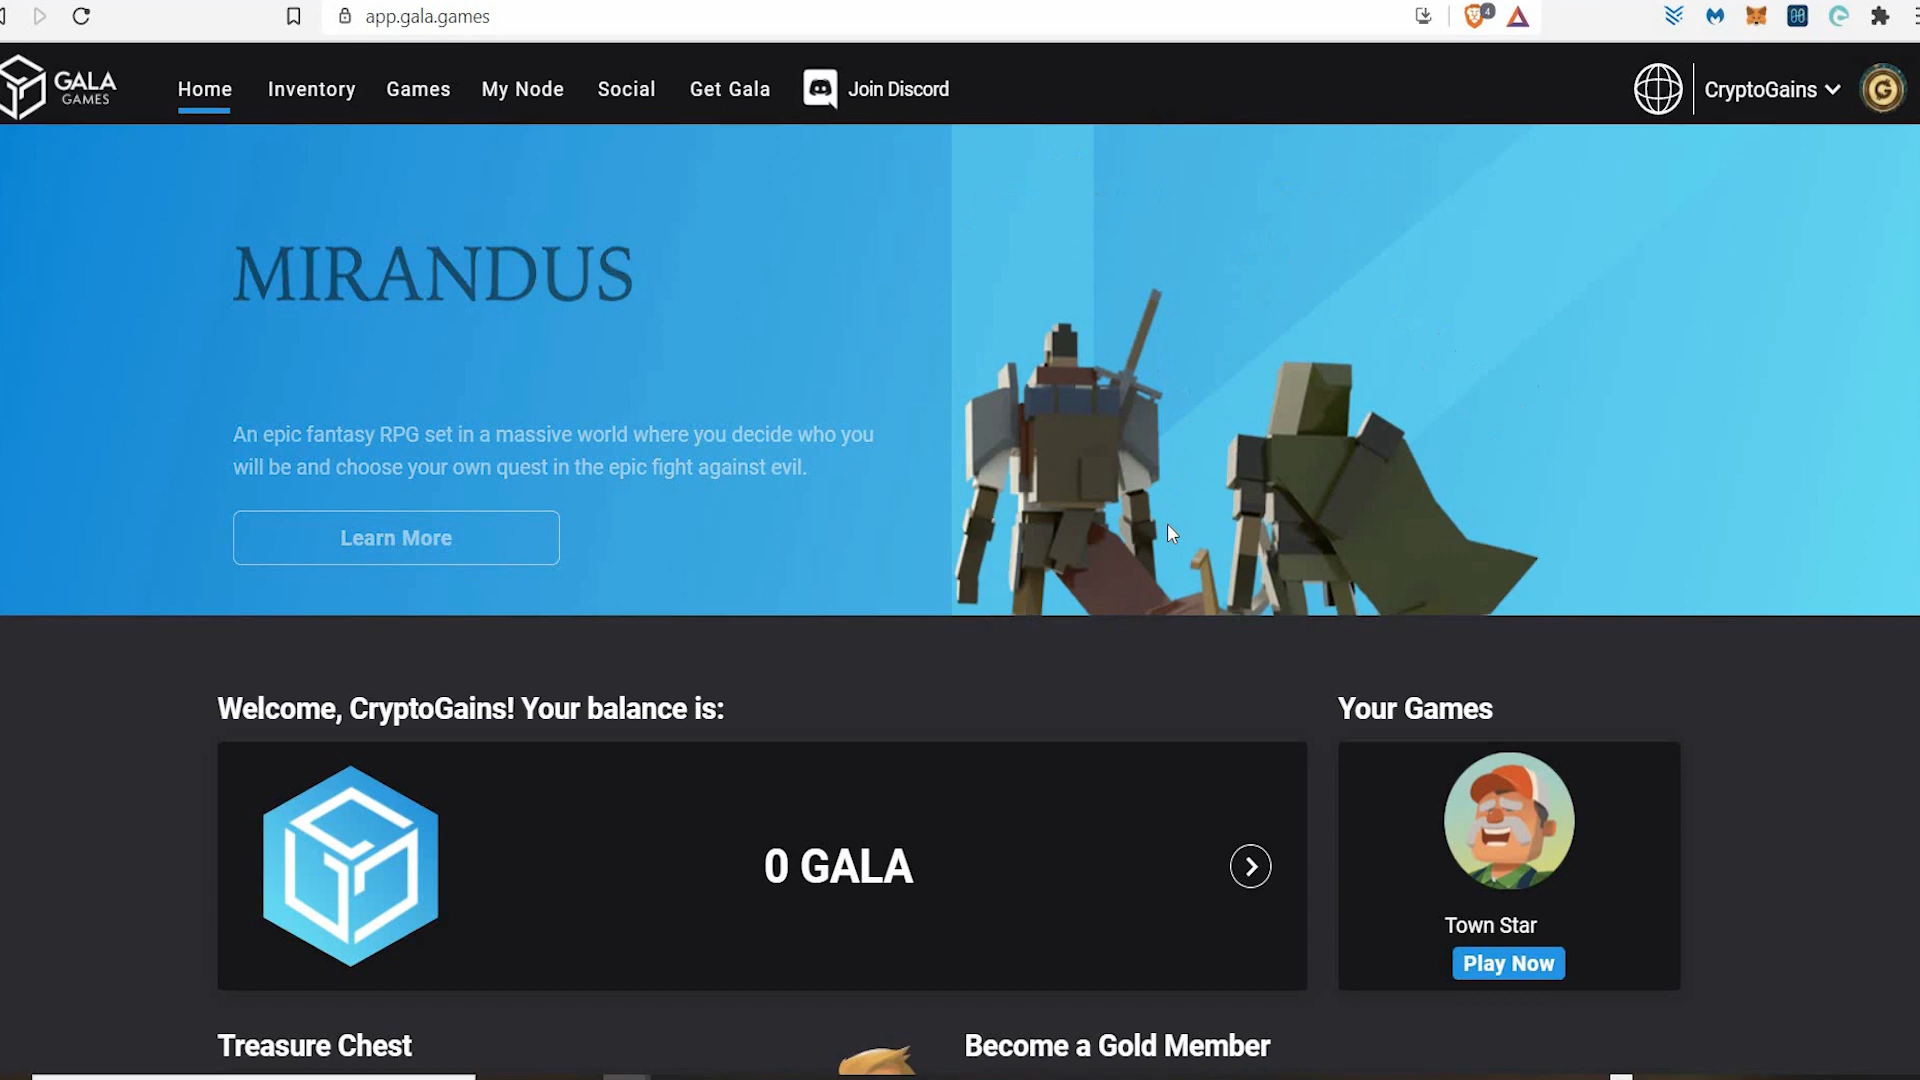 app.gala.games
4
GALA
GAMES
Home
Inventory
Games
My Node
Social
Get Gala
Join Discord
CryptoGains
MIRANDUS
An epic fantasy RPG set in a massive world where you decide who you
will be and choose your own quest in the epic fight against evil.
Learn More
Welcome, CryptoGains! Your balance is:
Your Games
0 GALA
Town Star
Play Now
Treasure Chest
Become a Gold Member